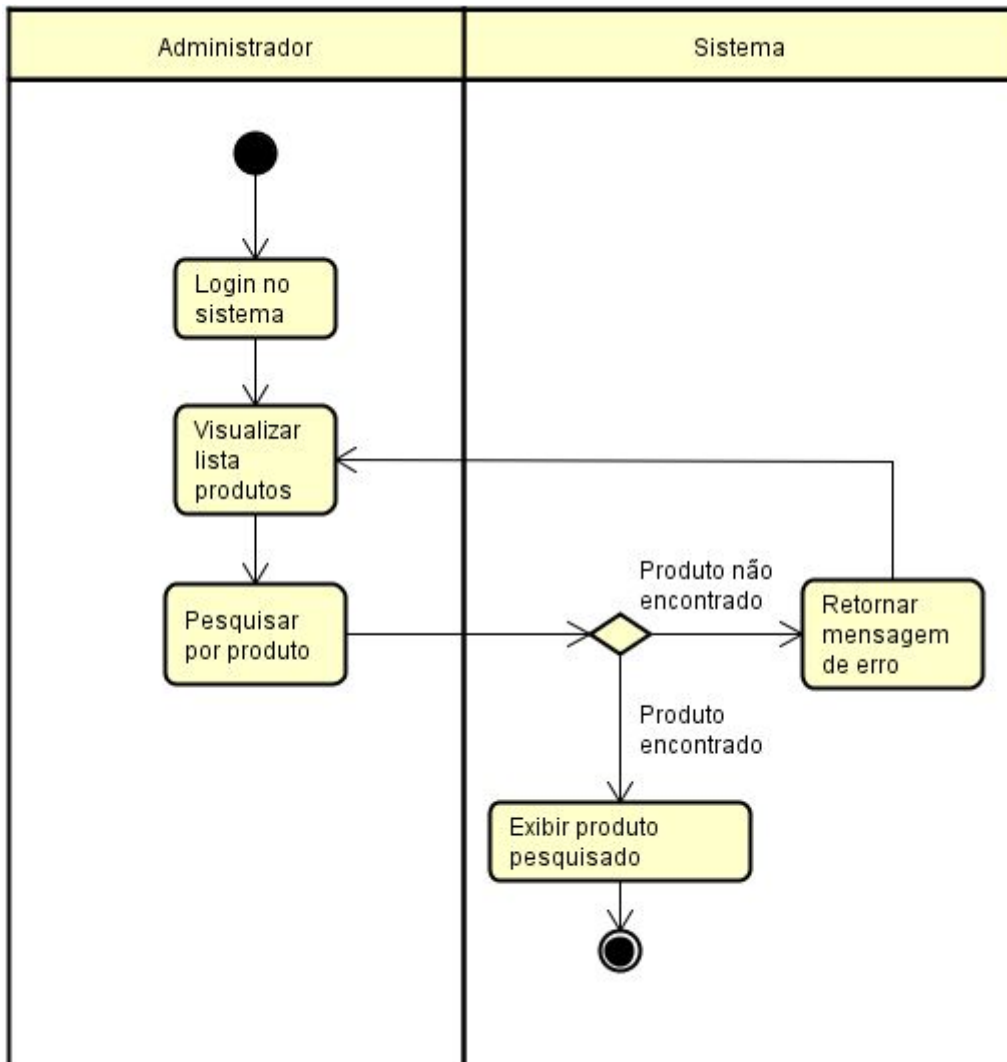 Administrador
Sistema
Login no
sistema
Visualizar
lista
produtos
Pesquisar
por produto
Produto não
encontrado
Retornar
mensagem
de erro
Produto
encontrado
Exibir produto
pesquisado